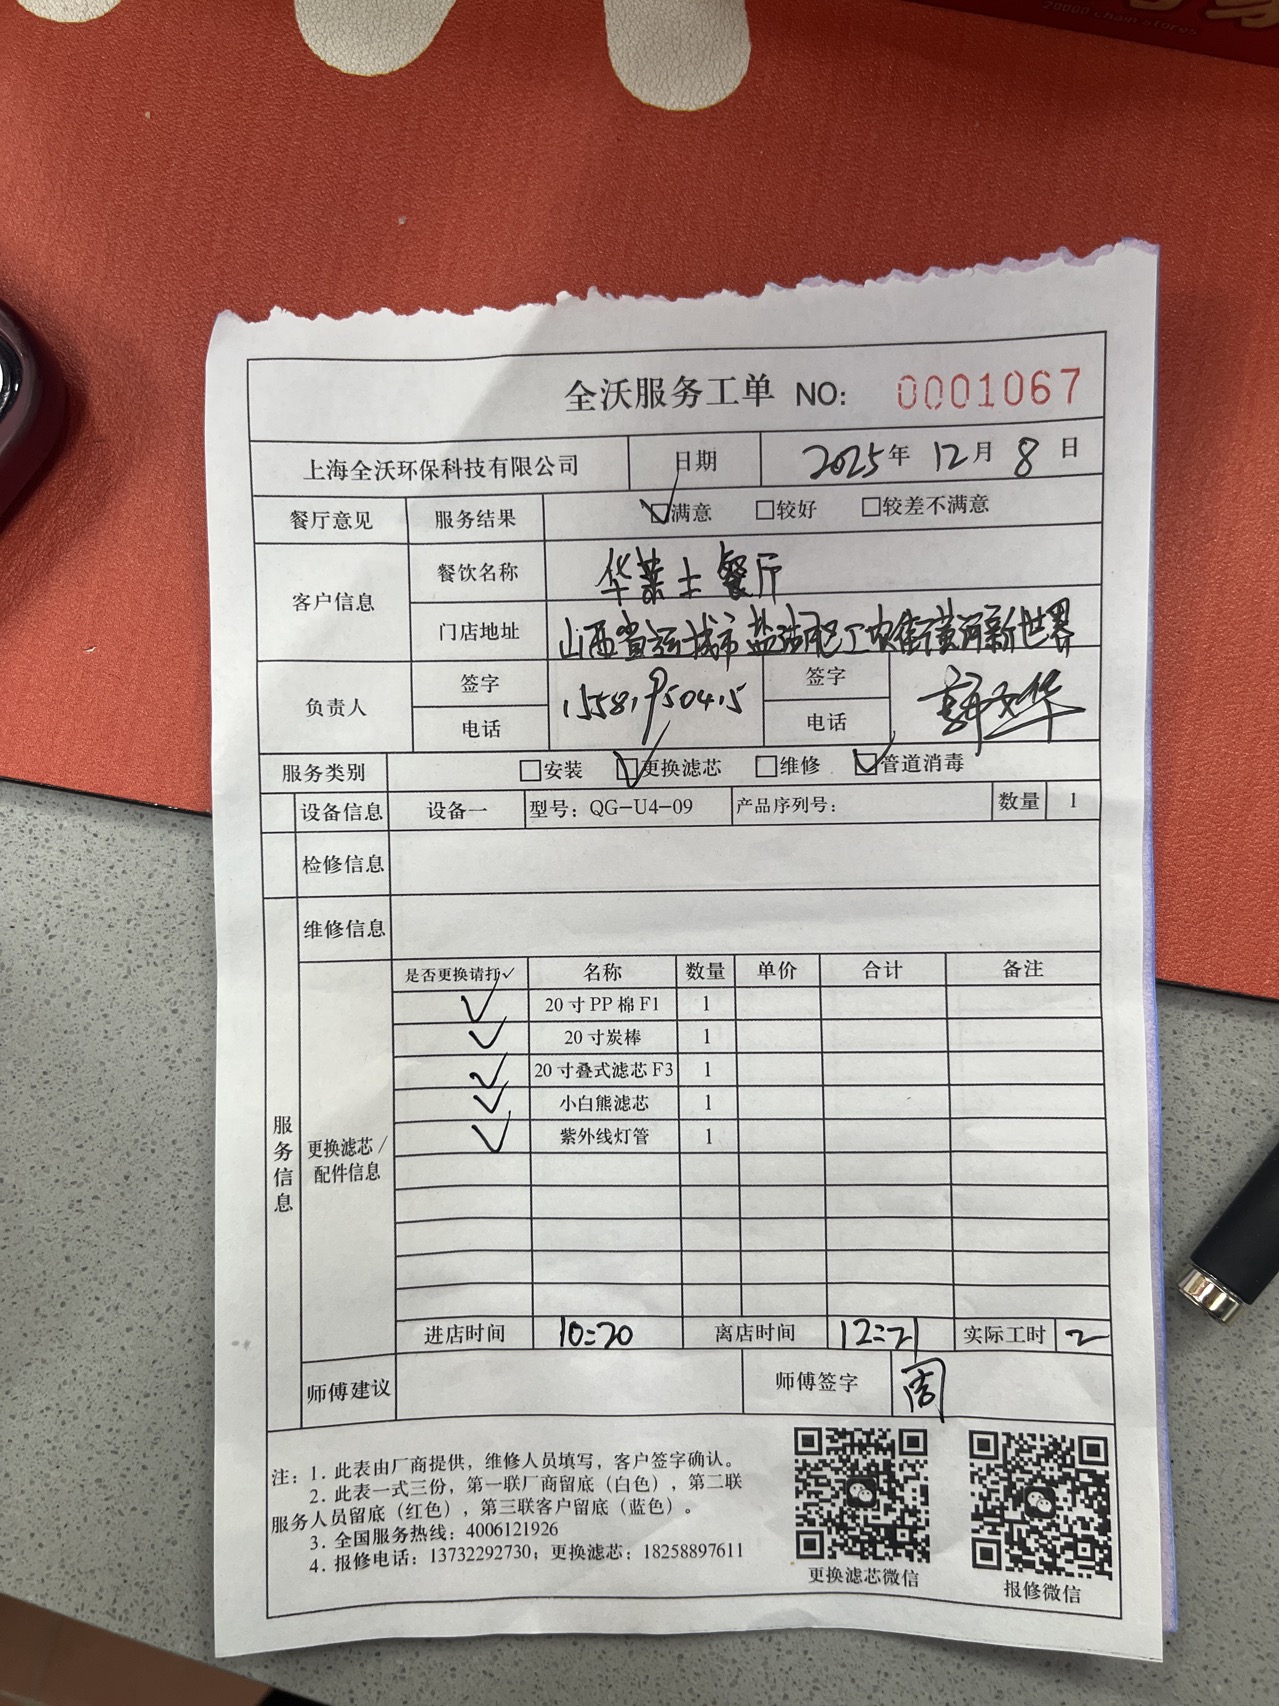 20000 chain stores
全沃服务工单 NO: 0001067
上海全沃环保科技有限公司 日期 2025年 12月 8日
餐厅意见 服务结果 ☑满意 □较好 □较差不满意
客户信息 餐饮名称 华莱士餐厅
门店地址 山西省运城市盐湖区工农街黄河新世界
负责人 签字 电话 15581950415 签字 电话
服务类别 □安装 ☑更换滤芯 □维修 ☑管道消毒
设备信息 设备一 型号：QG-U4-09 产品序列号： 数量 1
检修信息
维修信息
服务信息
更换滤芯/配件信息
是否更换请打✓ 名称 数量 单价 合计 备注
✓ 20寸PP棉F1 1
✓ 20寸炭棒 1
✓ 20寸叠式滤芯F3 1
✓ 小白熊滤芯 1
✓ 紫外线灯管 1
进店时间 10:20 离店时间 12:21 实际工时 2
师傅建议 师傅签字 周
注：1. 此表由厂商提供，维修人员填写，客户签字确认。
2. 此表一式三份，第一联厂商留底（白色），第二联
服务人员留底（红色），第三联客户留底（蓝色）。
3. 全国服务热线：4006121926
4. 报修电话：13732292730；更换滤芯：18258897611
更换滤芯微信 报修微信